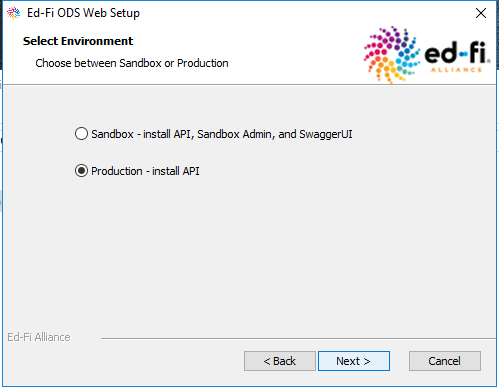 Ed-Fi ODS Web Setup
Select Environment
Choose between Sandbox or Production
ed-fi
ALLIANCE
Sandbox - install API, Sandbox Admin, and SwaggerUI
Production - install API
Ed-Fi Alliance
< Back
Next >
Cancel